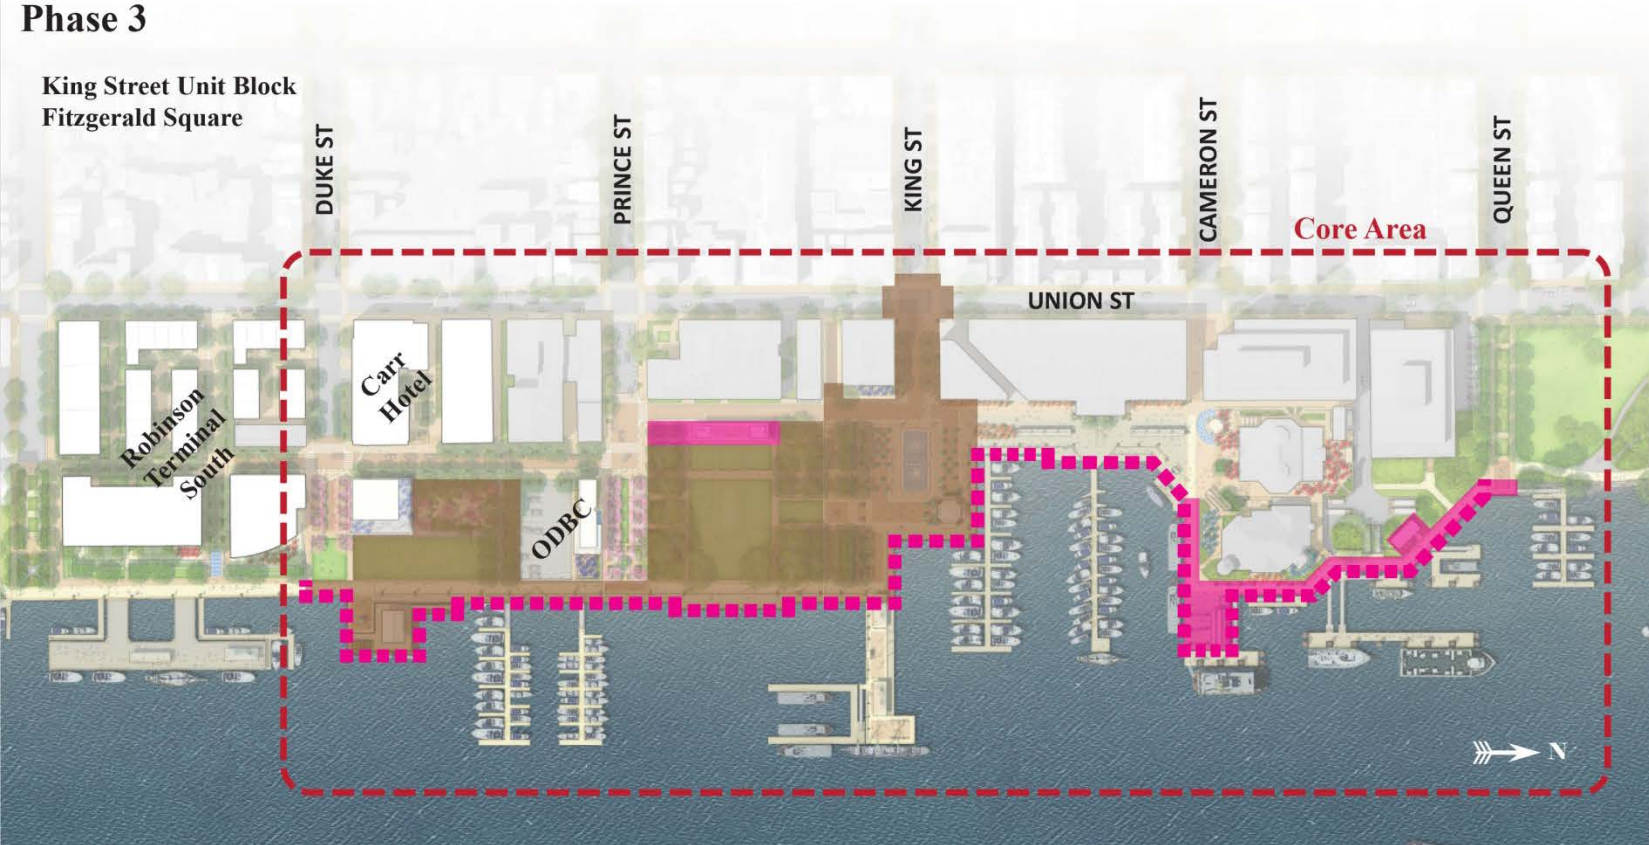 Phase 3
King Street Unit Block
Fitzgerald Square
DUKE ST
PRINCE ST
KING ST
CAMERON ST
QUEEN ST
Core Area
UNION ST
Carr
Hotel
Robinson
Terminal
South
ODBC
N